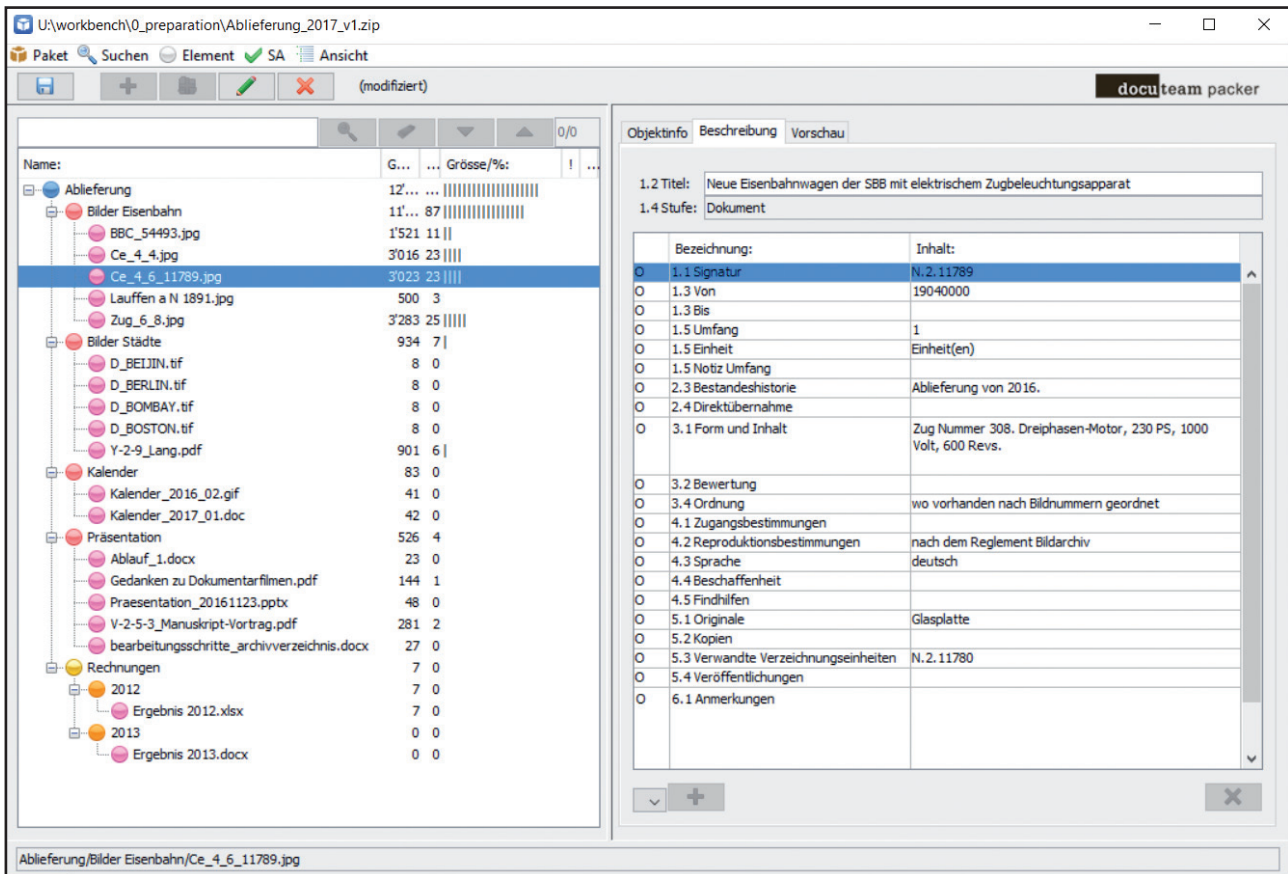 U:\workbench\0_preparation\Ablieferung_2017_v1.zip
Paket Suchen Element SA Ansicht
(modifiziert) docuteam packer
0/0
Name: G... ... Grösse/%: ! ...
Ablieferung 12'... ...
Bilder Eisenbahn 11'... 87
BBC_54493.jpg 1'521 11
Ce_4_4.jpg 3'016 23
Ce_4_6_11789.jpg 3'023 23
Lauffen a N 1891.jpg 500 3
Zug_6_8.jpg 3'283 25
Bilder Städte 934 7
D_BEIJIN.tif 8 0
D_BERLIN.tif 8 0
D_BOMBAY.tif 8 0
D_BOSTON.tif 8 0
Y-2-9_Lang.pdf 901 6
Kalender 83 0
Kalender_2016_02.gif 41 0
Kalender_2017_01.doc 42 0
Präsentation 526 4
Ablauf_1.docx 23 0
Gedanken zu Dokumentarfilmen.pdf 144 1
Praesentation_20161123.pptx 48 0
V-2-5-3_Manuskript-Vortrag.pdf 281 2
bearbeitungsschritte_archivverzeichnis.docx 27 0
Rechnungen 7 0
2012 7 0
Ergebnis 2012.xlsx 7 0
2013 0 0
Ergebnis 2013.docx 0 0
Objektinfo Beschreibung Vorschau
1.2 Titel: Neue Eisenbahnwagen der SBB mit elektrischem Zugbeleuchtungsapparat
1.4 Stufe: Dokument
Bezeichnung: Inhalt:
O 1.1 Signatur N.2.11789
O 1.3 Von 19040000
O 1.3 Bis
O 1.5 Umfang 1
O 1.5 Einheit Einheit(en)
O 1.5 Notiz Umfang
O 2.3 Bestandeshistorie Ablieferung von 2016.
O 2.4 Direktübernahme
O 3.1 Form und Inhalt Zug Nummer 308. Dreiphasen-Motor, 230 PS, 1000
Volt, 600 Revs.
O 3.2 Bewertung
O 3.4 Ordnung wo vorhanden nach Bildnummern geordnet
O 4.1 Zugangsbestimmungen
O 4.2 Reproduktionsbestimmungen nach dem Reglement Bildarchiv
O 4.3 Sprache deutsch
O 4.4 Beschaffenheit
O 4.5 Findhilfen
O 5.1 Originale Glasplatte
O 5.2 Kopien
O 5.3 Verwandte Verzeichnungseinheiten N.2.11780
O 5.4 Veröffentlichungen
O 6.1 Anmerkungen
Ablieferung/Bilder Eisenbahn/Ce_4_6_11789.jpg